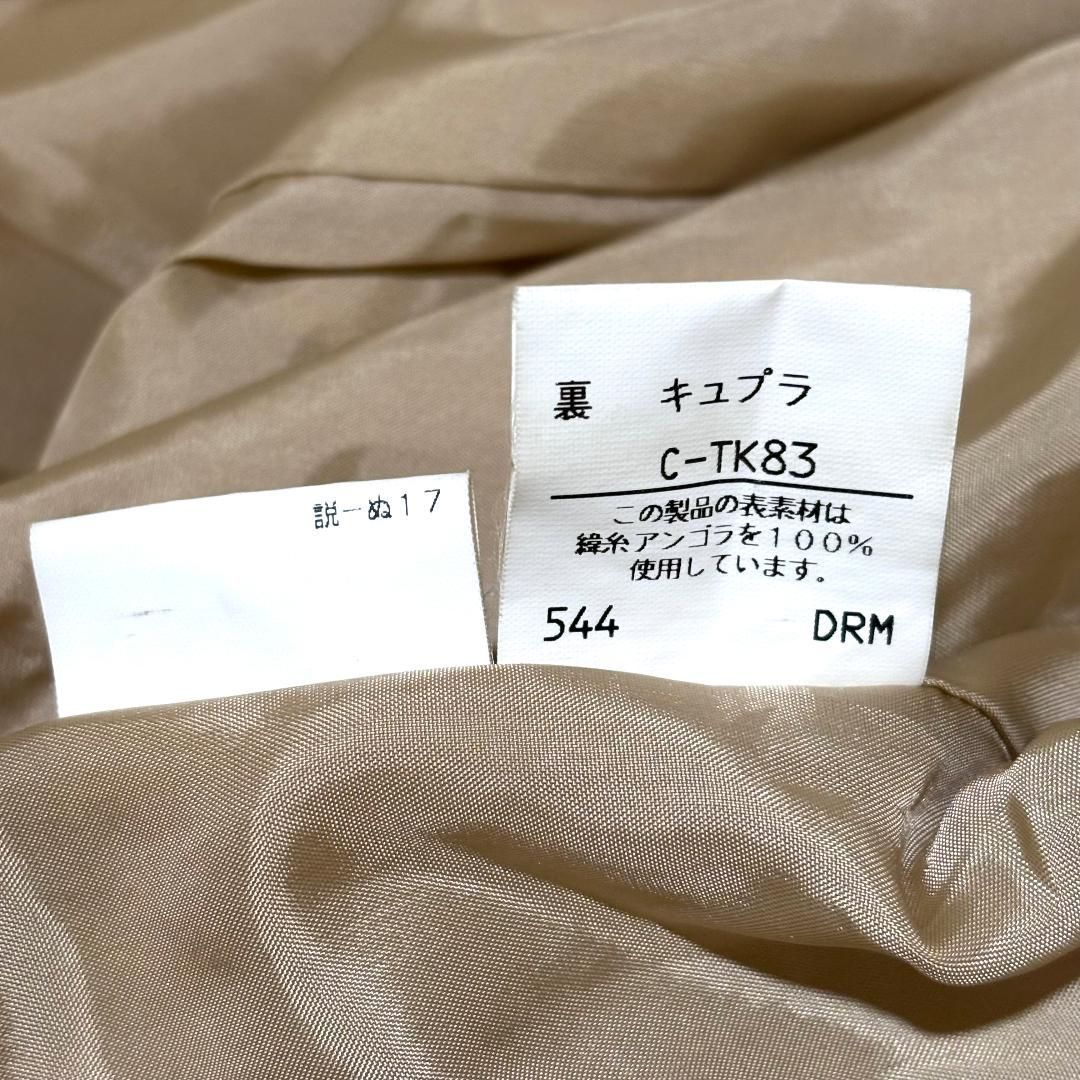 説ーぬ17
裏 キュプラ
C-TK83
この製品の表素材は
緯糸アンゴラを100%
使用しています。
544 DRM